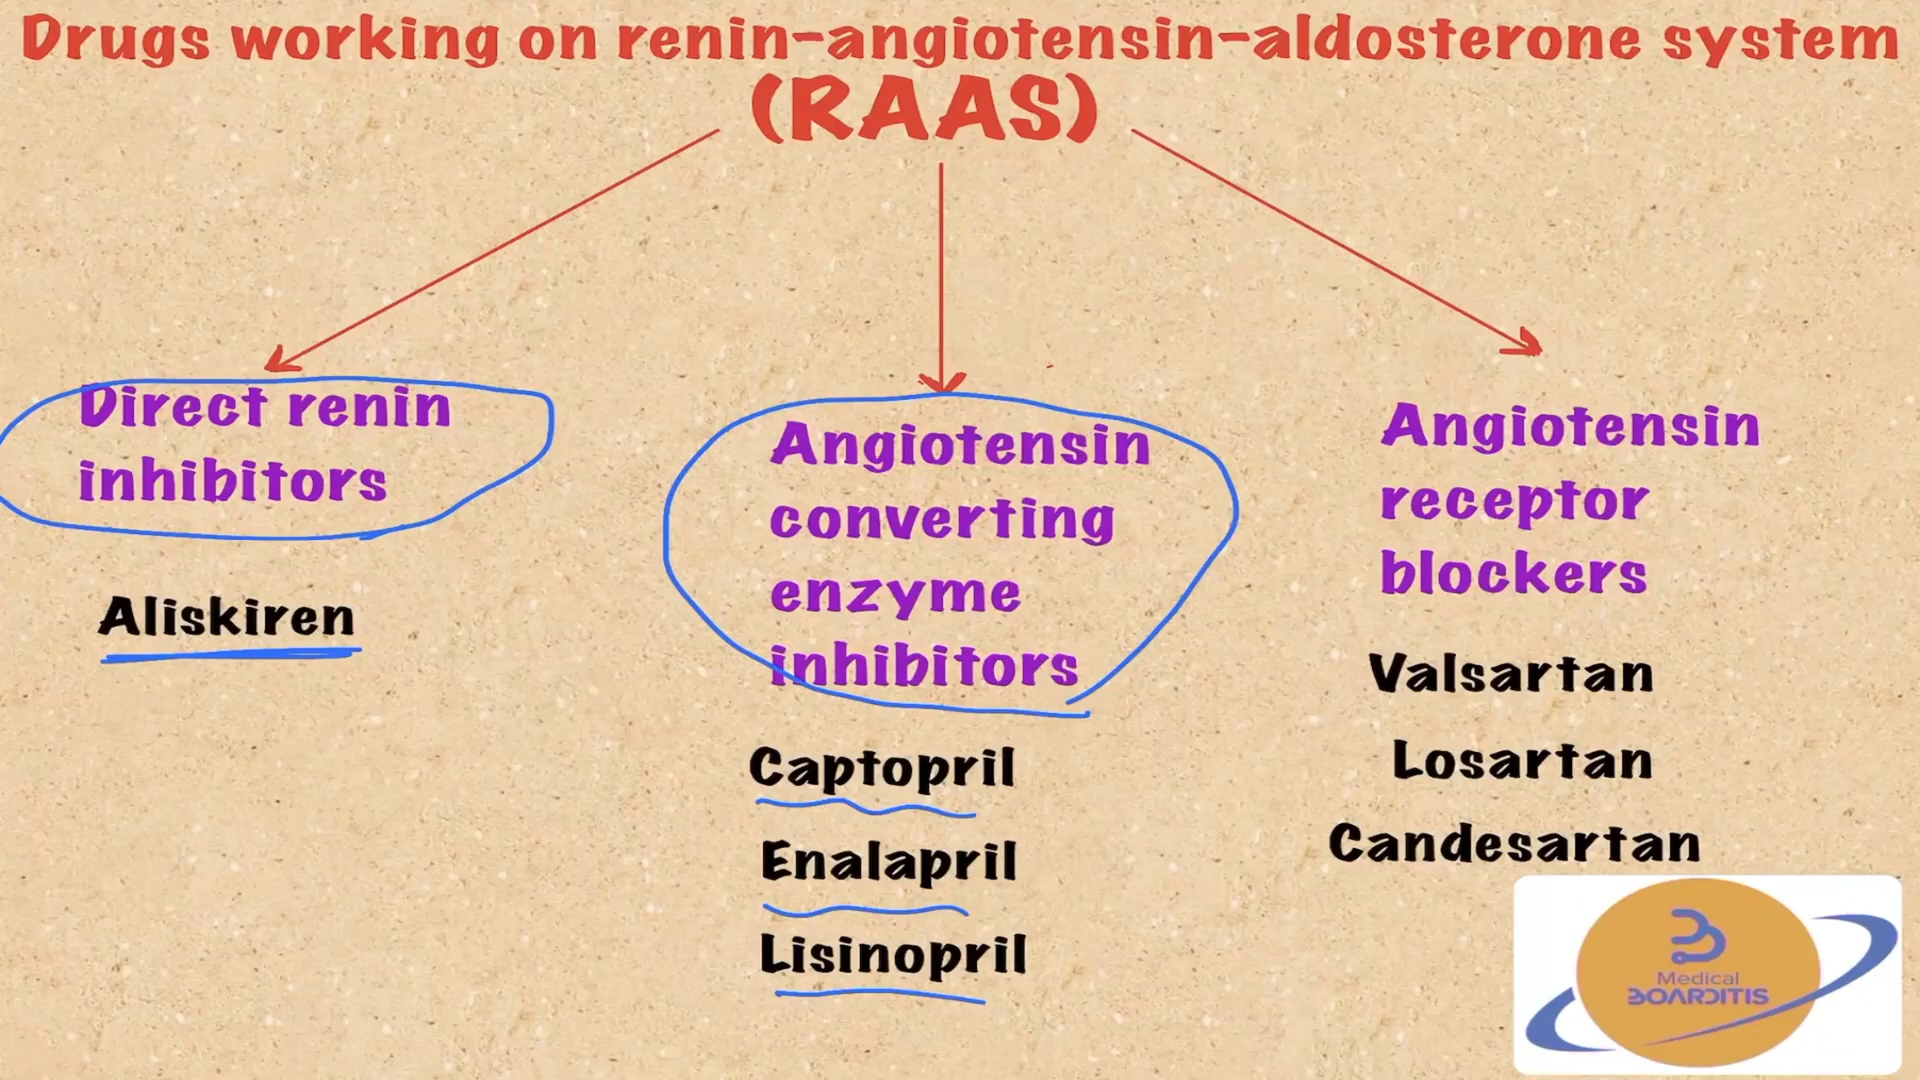 Drugs working on renin-angiotensin-aldosterone system
(RAAS)
Direct renin
inhibitors
Aliskiren
Angiotensin
converting
enzyme
inhibitors
Captopril
Enalapril
Lisinopril
Angiotensin
receptor
blockers
Valsartan
Losartan
Candesartan
Medical
BOARDITIS